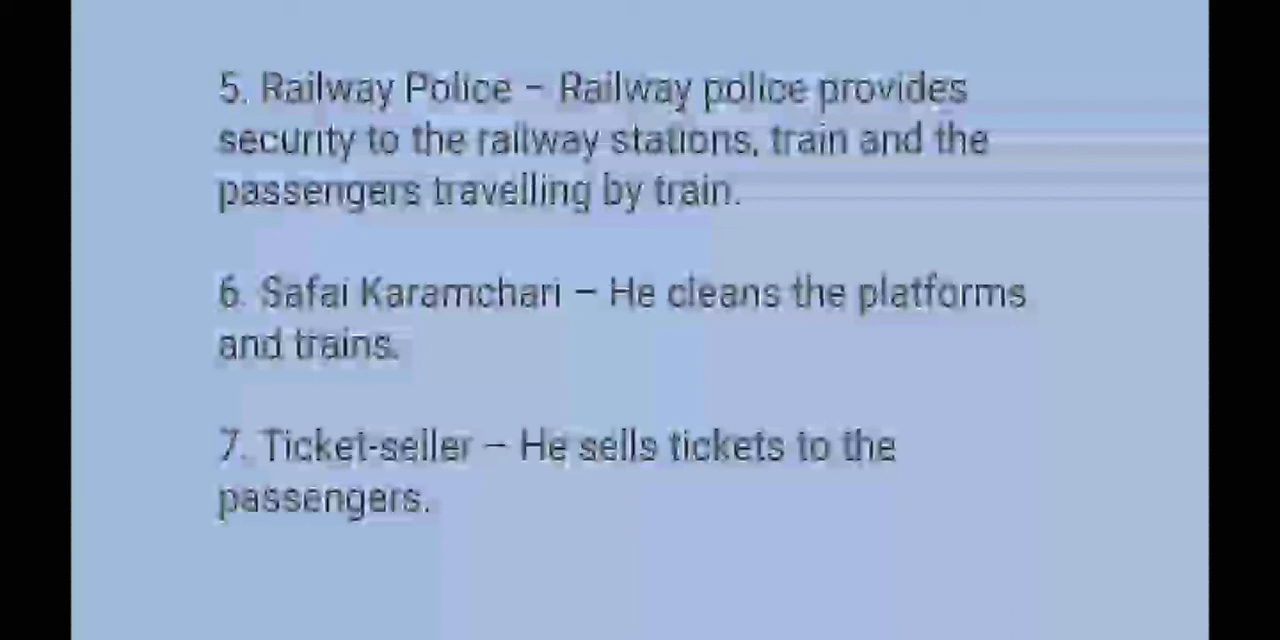 5. Railway Police – Railway police provides
security to the railway stations, train and the
passengers travelling by train.
6. Safai Karamchari – He cleans the platforms
and trains.
7. Ticket-seller – He sells tickets to the
passengers.